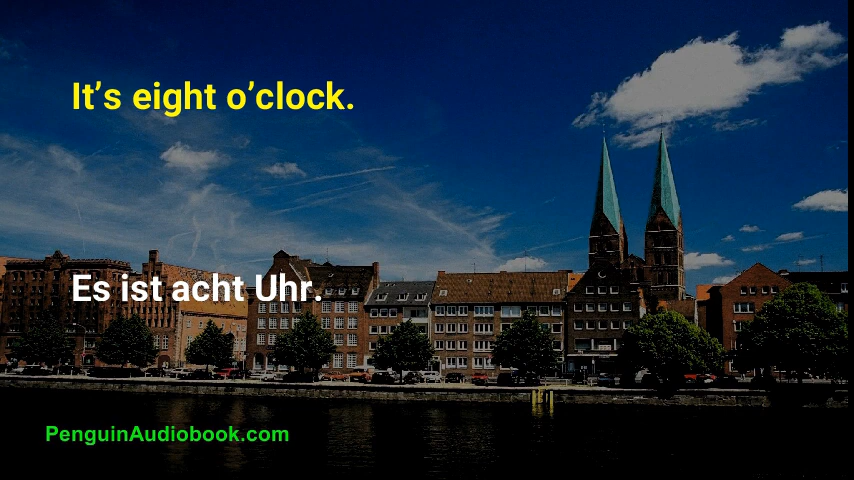 It’s eight o’clock.
Es ist acht Uhr.
PenguinAudiobook.com